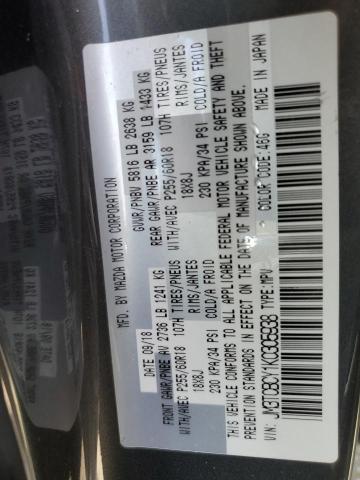 MFD. BY MAZDA MOTOR CORPORATION
09/18 GVWR/PNBV 5816 LB 2638 KG
FRONT GAWR/PNBE AV 2736 LB 1241 KG REAR GAWR/PNBE AR 3159 LB 1433 KG
WITH/AVEC P255/60R18 107H TIRES/PNEUS WITH/AVEC P255/60R18 107H TIRES/PNEUS
18X8J RIMS/JANTES 18X8J RIMS/JANTES
230 KPA/34 PSI COLD/A FROID 230 KPA/34 PSI COLD/A FROID
THIS VEHICLE CONFORMS TO ALL APPLICABLE FEDERAL MOTOR VEHICLE SAFETY AND THEFT
PREVENTION STANDARDS IN EFFECT ON THE DATE OF MANUFACTURE SHOWN ABOVE.
COLOR CODE: 46G MADE IN JAPAN
VIN: TYPE: MPV